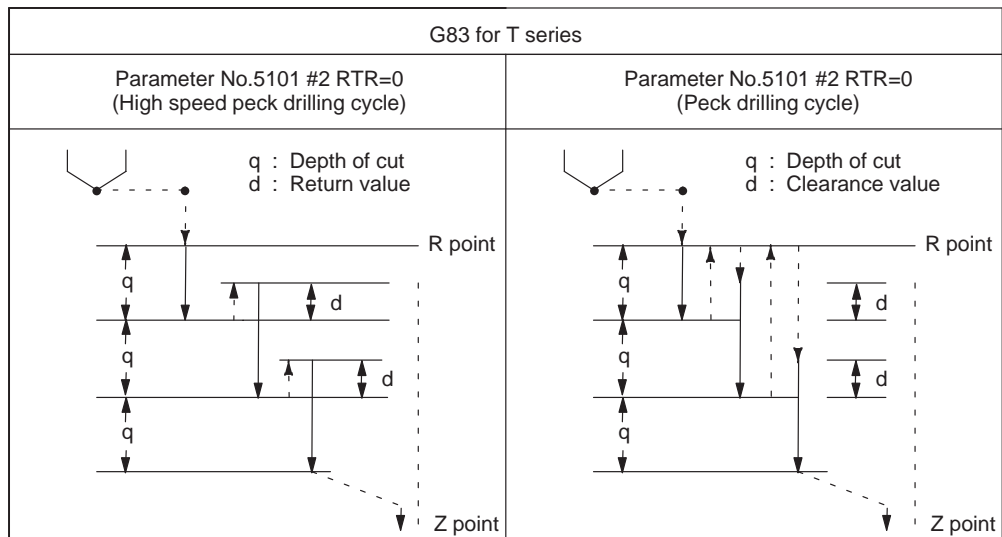 G83 for T series
Parameter No.5101 #2 RTR=0
(High speed peck drilling cycle)
q : Depth of cut
d : Return value
R point
q
d
q
d
q
Z point
Parameter No.5101 #2 RTR=0
(Peck drilling cycle)
q : Depth of cut
d : Clearance value
R point
q
d
q
d
q
Z point